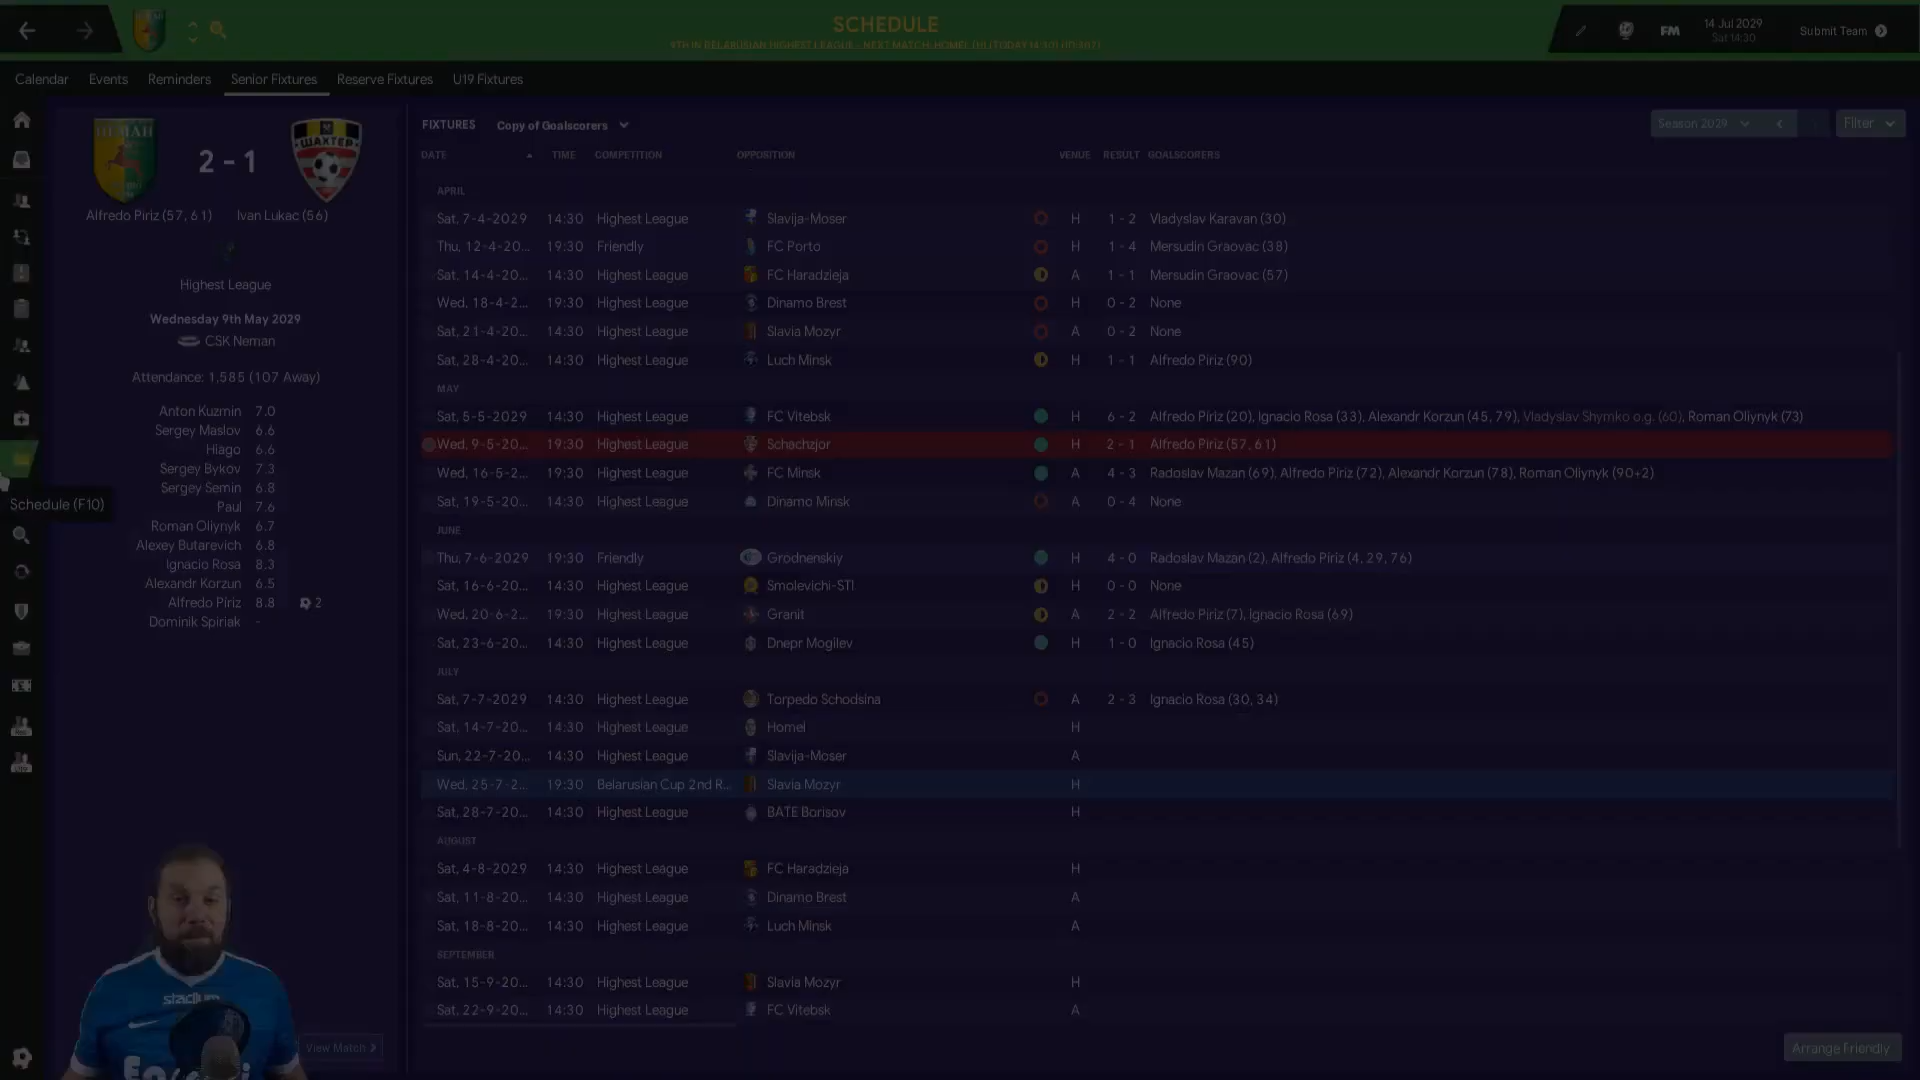 SCHEDULE
9TH IN BELARUSIAN HIGHEST LEAGUE - NEXT MATCH: HOMEL (H) (TODAY 14:30)
14 Jul 2029
Sat 14:30
FM
Submit Team
Calendar Events Reminders Senior Fixtures Reserve Fixtures U19 Fixtures
НЕМАН
ШАХТЕР
2 - 1
Alfredo Píriz (57, 61) Ivan Lukac (56)
Highest League
Wednesday 9th May 2029
CSK Neman
Attendance: 1,585 (107 Away)
Anton Kuzmin 7.0
Sergey Maslov 6.6
Hiago 6.6
Sergey Bykov 7.3
Sergey Semin 6.8
Paul 7.6
Roman Oliynyk 6.7
Alexey Butarevich 6.8
Ignacio Rosa 8.3
Alexandr Korzun 6.5
Alfredo Píriz 8.8 2
Dominik Spiriak -
View Match
Schedule (F10)
FIXTURES Copy of Goalscorers
Season 2029
Filter
DATE TIME COMPETITION OPPOSITION VENUE RESULT GOALSCORERS
APRIL
Sat, 7-4-2029 14:30 Highest League Slavija-Moser H 1 - 2 Vladyslav Karavan (30)
Thu, 12-4-20... 19:30 Friendly FC Porto H 1 - 4 Mersudin Graovac (38)
Sat, 14-4-20... 14:30 Highest League FC Haradzieja A 1 - 1 Mersudin Graovac (57)
Wed, 18-4-2... 19:30 Highest League Dinamo Brest H 0 - 2 None
Sat, 21-4-20... 14:30 Highest League Slavia Mozyr A 0 - 2 None
Sat, 28-4-20... 14:30 Highest League Luch Minsk H 1 - 1 Alfredo Píriz (90)
MAY
Sat, 5-5-2029 14:30 Highest League FC Vitebsk H 6 - 2 Alfredo Píriz (20), Ignacio Rosa (33), Alexandr Korzun (45, 79), Vladyslav Shymko o.g. (60), Roman Oliynyk (73)
Wed, 9-5-20... 19:30 Highest League Schachzjor H 2 - 1 Alfredo Píriz (57, 61)
Wed, 16-5-2... 19:30 Highest League FC Minsk A 4 - 3 Radoslav Mazan (69), Alfredo Píriz (72), Alexandr Korzun (78), Roman Oliynyk (90+2)
Sat, 19-5-20... 14:30 Highest League Dinamo Minsk A 0 - 4 None
JUNE
Thu, 7-6-2029 19:30 Friendly Grodnenskiy H 4 - 0 Radoslav Mazan (2), Alfredo Píriz (4, 29, 76)
Sat, 16-6-20... 14:30 Highest League Smolevichi-STI H 0 - 0 None
Wed, 20-6-2... 19:30 Highest League Granit A 2 - 2 Alfredo Píriz (7), Ignacio Rosa (69)
Sat, 23-6-20... 14:30 Highest League Dnepr Mogilev H 1 - 0 Ignacio Rosa (45)
JULY
Sat, 7-7-2029 14:30 Highest League Torpedo Schodsina A 2 - 3 Ignacio Rosa (30, 34)
Sat, 14-7-20... 14:30 Highest League Homel H
Sun, 22-7-20... 14:30 Highest League Slavija-Moser A
Wed, 25-7-2... 19:30 Belarusian Cup 2nd R... Slavia Mozyr H
Sat, 28-7-20... 14:30 Highest League BATE Borisov H
AUGUST
Sat, 4-8-2029 14:30 Highest League FC Haradzieja H
Sat, 11-8-20... 14:30 Highest League Dinamo Brest A
Sat, 18-8-20... 14:30 Highest League Luch Minsk A
SEPTEMBER
Sat, 15-9-20... 14:30 Highest League Slavia Mozyr H
Sat, 22-9-20... 14:30 Highest League FC Vitebsk A
Arrange Friendly
stadium